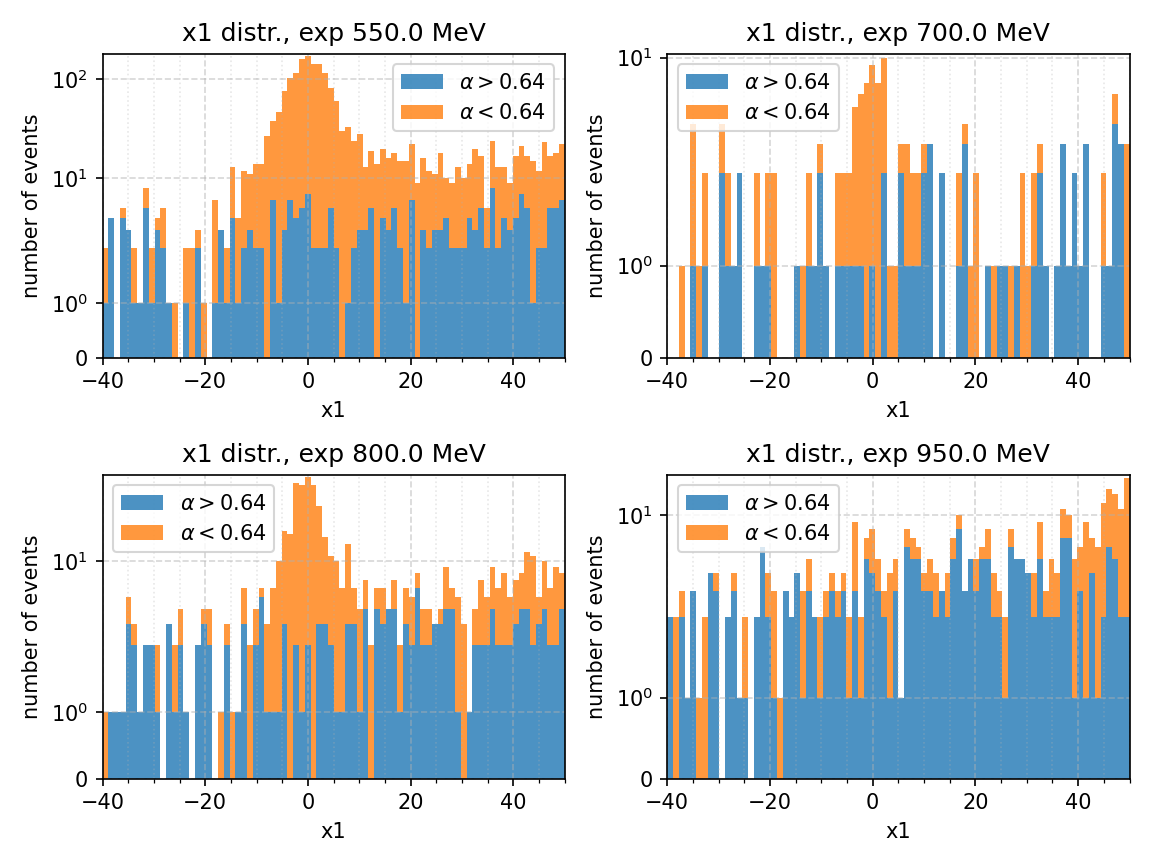 x1 distr., exp 550.0 MeV
number of events
10²
10¹
10⁰
0
α > 0.64
α < 0.64
−40 −20 0 20 40
x1
x1 distr., exp 700.0 MeV
number of events
10¹
10⁰
0
α > 0.64
α < 0.64
−40 −20 0 20 40
x1
x1 distr., exp 800.0 MeV
number of events
10¹
10⁰
0
α > 0.64
α < 0.64
−40 −20 0 20 40
x1
x1 distr., exp 950.0 MeV
number of events
10¹
10⁰
0
α > 0.64
α < 0.64
−40 −20 0 20 40
x1